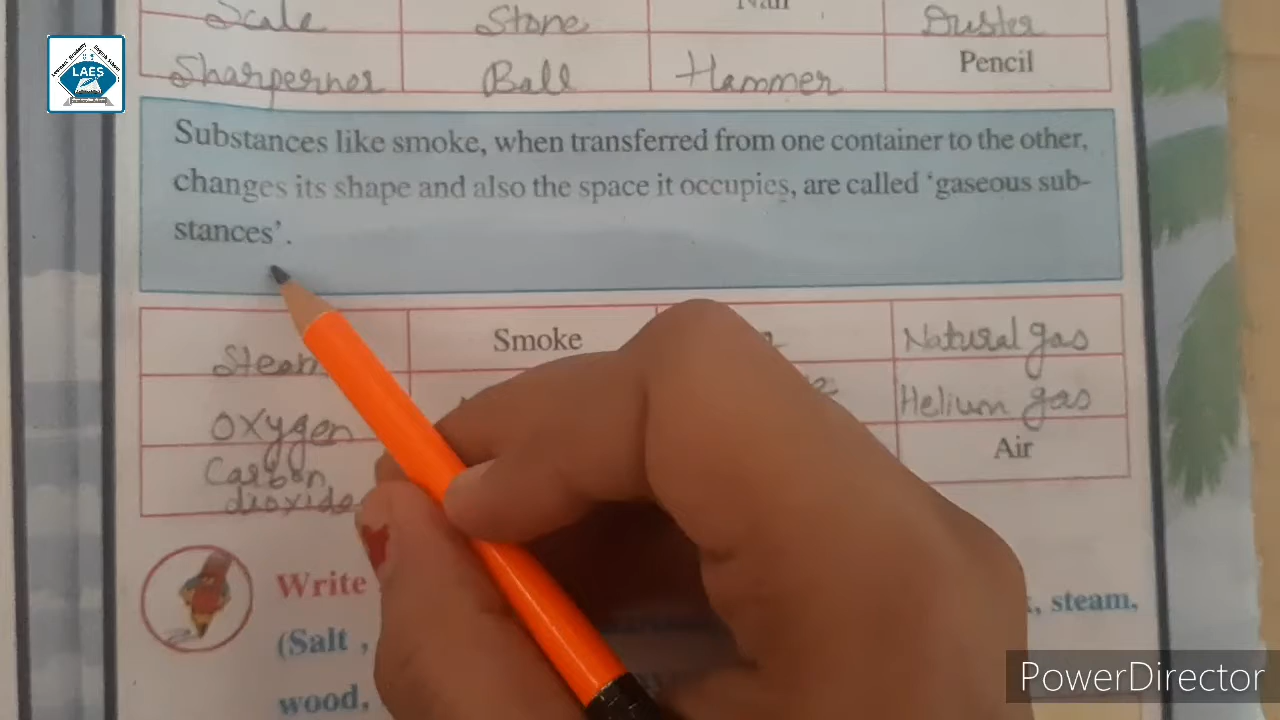 Scale Stone Nail Duster
Sharperner Ball Hammer Pencil
LAES
Substances like smoke, when transferred from one container to the other,
changes its shape and also the space it occupies, are called ‘gaseous sub-
stances’.
Steam Smoke Natural gas
Oxygen Helium gas
Carbon Air
dioxide
Write
steam,
(Salt ,
wood,
PowerDirector